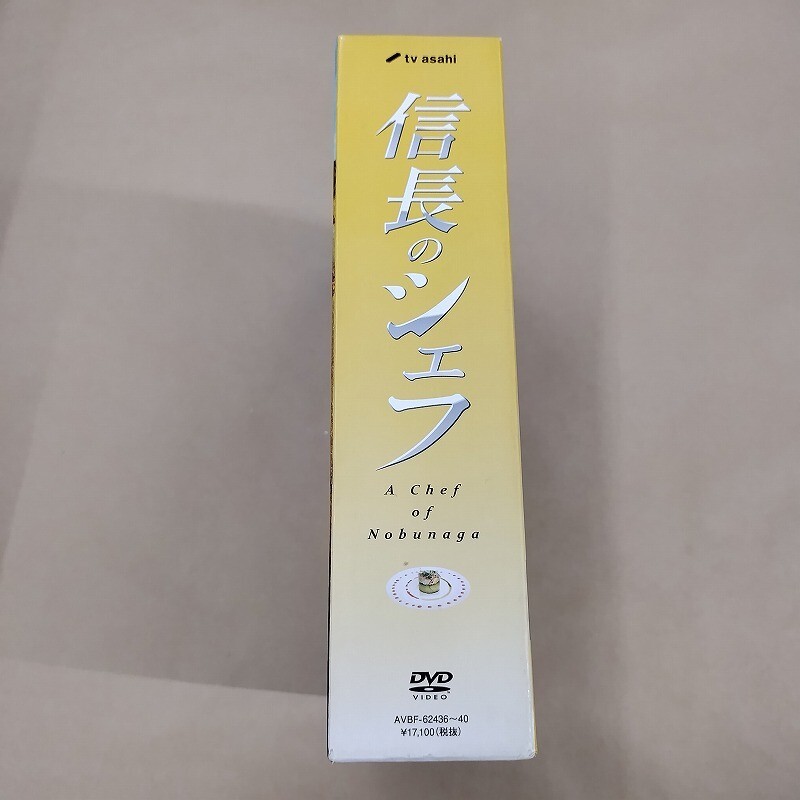 tv asahi
信長のシェフ
A Chef
of
Nobunaga
DVD
VIDEO
AVBF-62436～40
¥17,100(税抜)